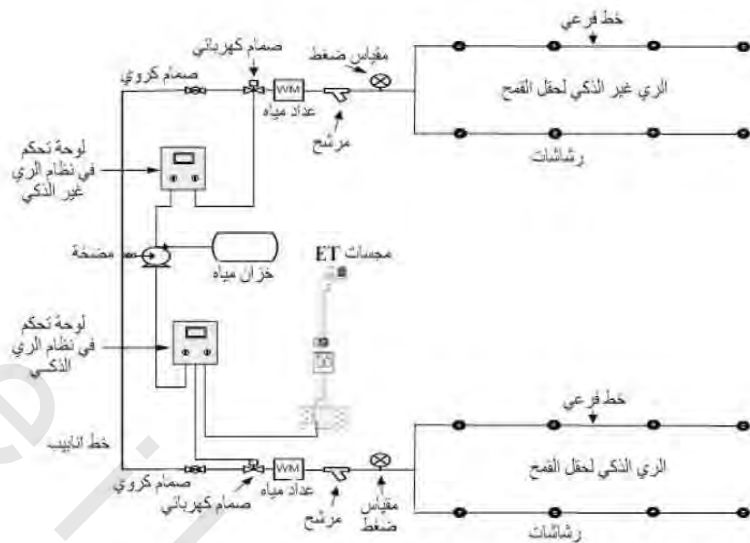 صمام كهربائي
خط فرعي
مقياس ضغط
صمام كروي
WM
الري غير الذكي لحقل القمح
عداد مياه
مرشح
رشاشات
لوحة تحكم
في نظام الري
غير الذكي
مجسات ET
مضخة
خزان مياه
لوحة تحكم
في نظام الري
الذكي
خط فرعي
خط انابيب
WM
الري الذكي لحقل القمح
صمام كروي
عداد مياه
صمام كهربائي
مرشح
مقياس
ضغط
رشاشات